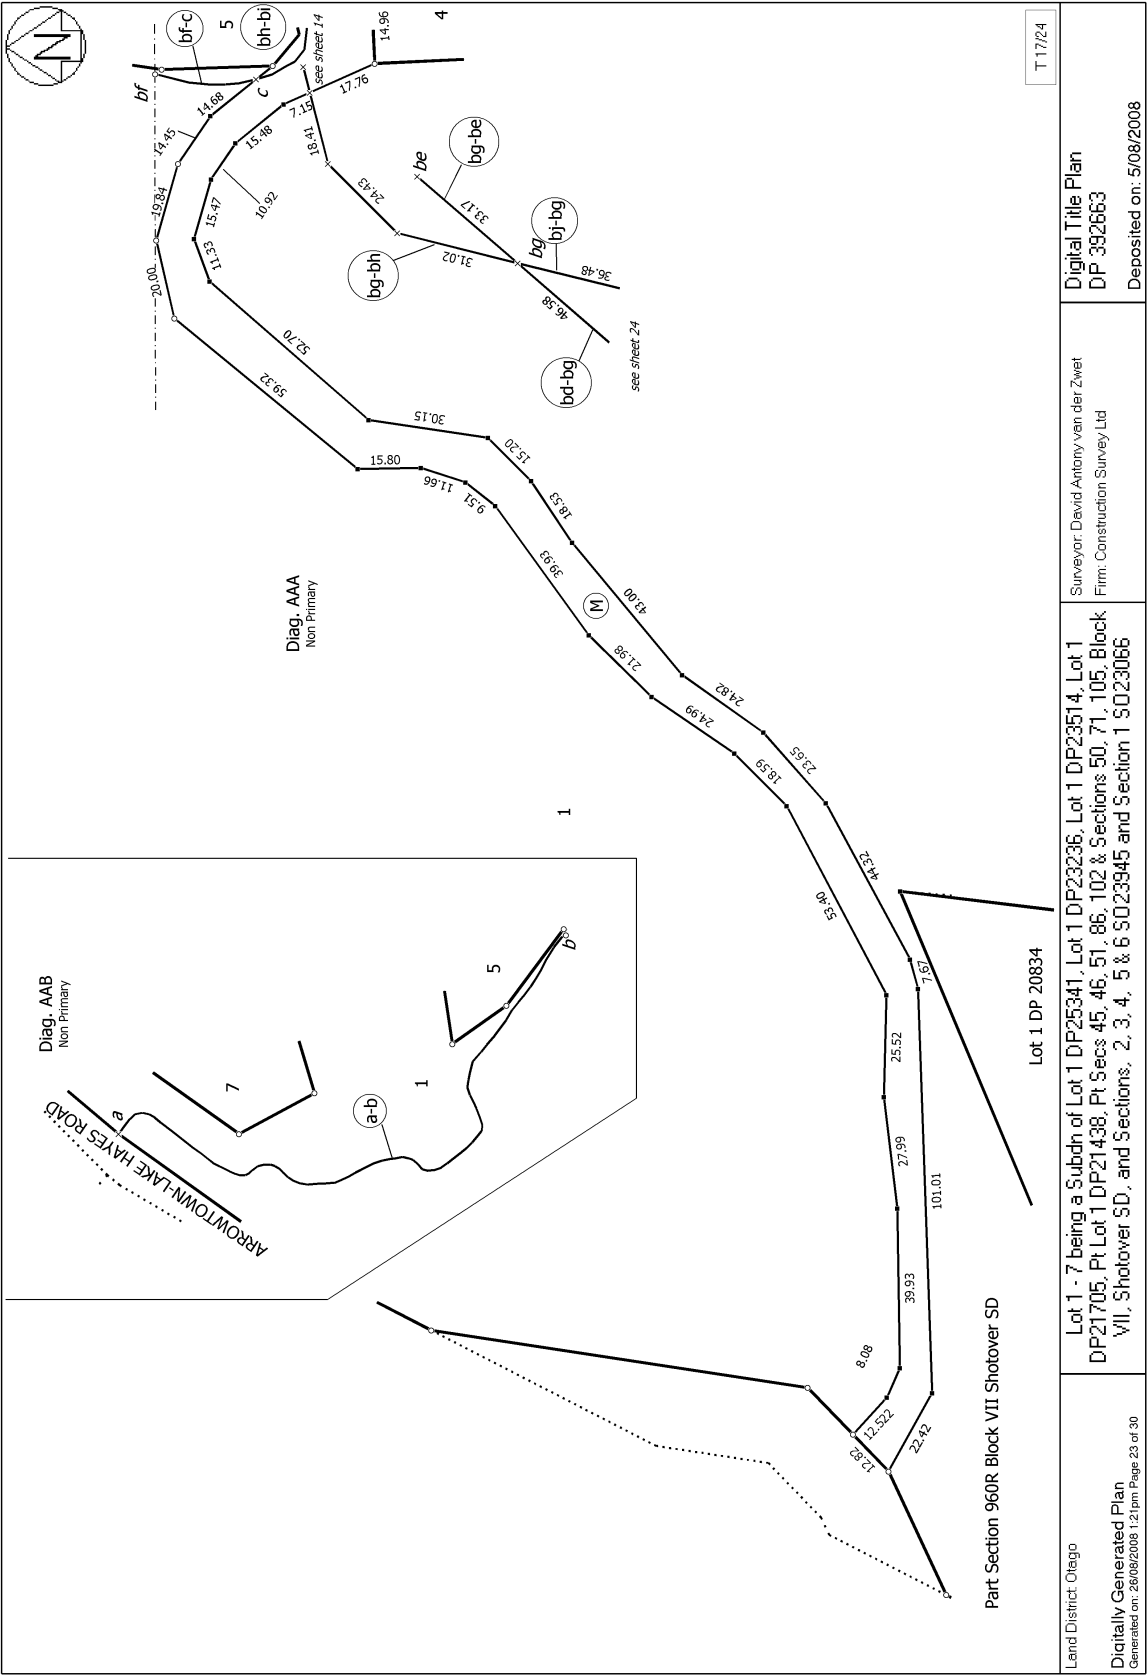 N
Diag. AAB
Non Primary
ARROWTOWN-LAKE HAYES ROAD
a
7
1
a-b
5
b
Diag. AAA
Non Primary
1
bf
bf-c
5
bh-bi
4
c
see sheet 14
14.96
17.76
7.15
14.68
14.45
19.84
20.00
15.48
10.92
15.47
11.33
18.41
24.43
31.02
bg-bh
be
bg-be
33.17
bg
bj-bg
36.48
46.58
bd-bg
see sheet 24
59.32
52.70
15.80
30.15
11.66
9.51
15.20
18.53
39.93
M
43.00
21.98
24.99
24.82
18.59
23.65
53.40
44.32
7.67
25.52
27.99
101.01
39.93
8.08
12.522
12.82
22.42
Lot 1 DP 20834
Part Section 960R Block VII Shotover SD
T 17/24
Land District: Otago
Digitally Generated Plan
Generated on: 26/08/2008 1:21pm Page 23 of 30
Lot 1 - 7 being a Subdn of Lot 1 DP25341, Lot 1 DP23236, Lot 1 DP23514, Lot 1
DP21705, Pt Lot 1 DP21438, Pt Secs 45, 46, 51, 86, 102 & Sections 50, 71, 105, Block
VII, Shotover SD, and Sections, 2, 3, 4, 5 & 6 SO23945 and Section 1 SO23066
Surveyor: David Antony van der Zwet
Firm: Construction Survey Ltd
Digital Title Plan
DP 392663
Deposited on: 5/08/2008